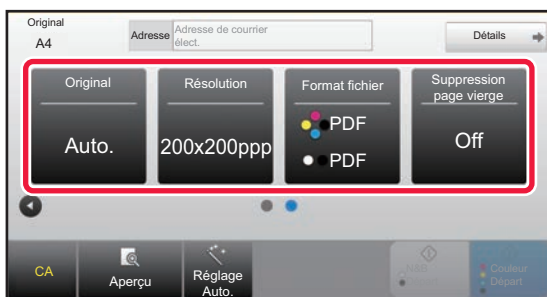 Original
A4
Adresse
Adresse de courrier
élect.
Détails
Original
Auto.
Résolution
200x200ppp
Format fichier
PDF
PDF
Suppression
page vierge
Off
CA
Aperçu
Réglage
Auto.
N&B
Départ
Couleur
Départ